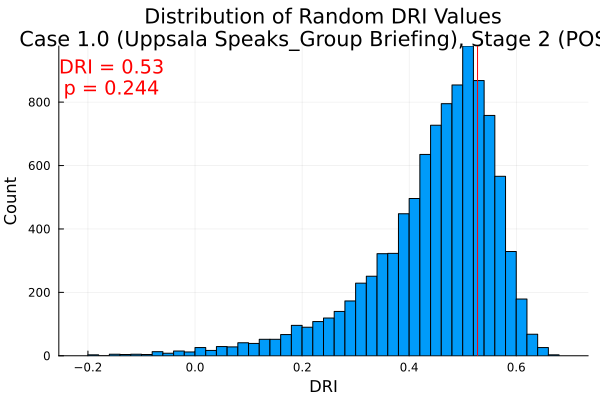 Distribution of Random DRI Values
Case 1.0 (Uppsala Speaks_Group Briefing), Stage 2 (POS
DRI = 0.53
p = 0.244
Count
800
600
400
200
0
−0.2 0.0 0.2 0.4 0.6
DRI